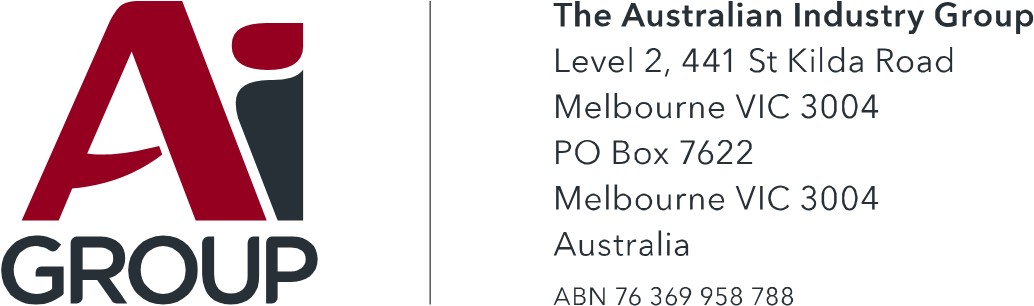 Ai
GROUP
The Australian Industry Group
Level 2, 441 St Kilda Road
Melbourne VIC 3004
PO Box 7622
Melbourne VIC 3004
Australia
ABN 76 369 958 788